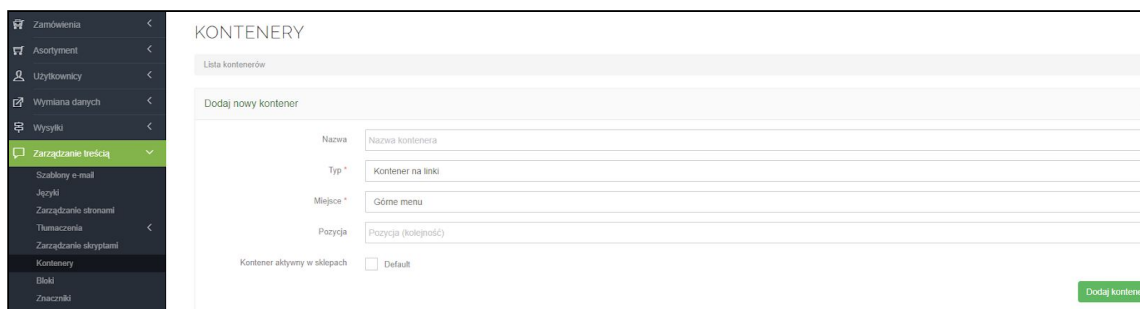 Zamówienia
Asortyment
Użytkownicy
Wymiana danych
Wysyłki
Zarządzanie treścią
Szablony e-mail
Języki
Zarządzanie stronami
Tłumaczenia
Zarządzanie skryptami
Kontenery
Bloki
Znaczniki
KONTENERY
Lista kontenerów
Dodaj nowy kontener
Nazwa Nazwa kontenera
Typ * Kontener na linki
Miejsce * Górne menu
Pozycja Pozycja (kolejność)
Kontener aktywny w sklepach Default
Dodaj kontene